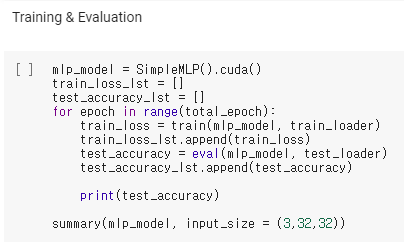 Training & Evaluation
[ ] mlp_model = SimpleMLP().cuda()
train_loss_lst = []
test_accuracy_lst = []
for epoch in range(total_epoch):
    train_loss = train(mlp_model, train_loader)
    train_loss_lst.append(train_loss)
    test_accuracy = eval(mlp_model, test_loader)
    test_accuracy_lst.append(test_accuracy)

    print(test_accuracy)

summary(mlp_model, input_size = (3,32,32))